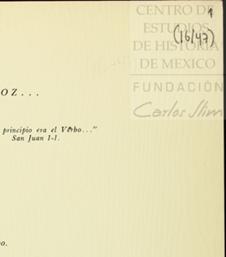 1
CENTRO DE
ESTUDIOS
DE HISTORIA
DE MEXICO
(16/47)
FUNDACIÓN
Carlos Slim
OZ...
principio era el Verbo..."
San Juan 1-1.
o.